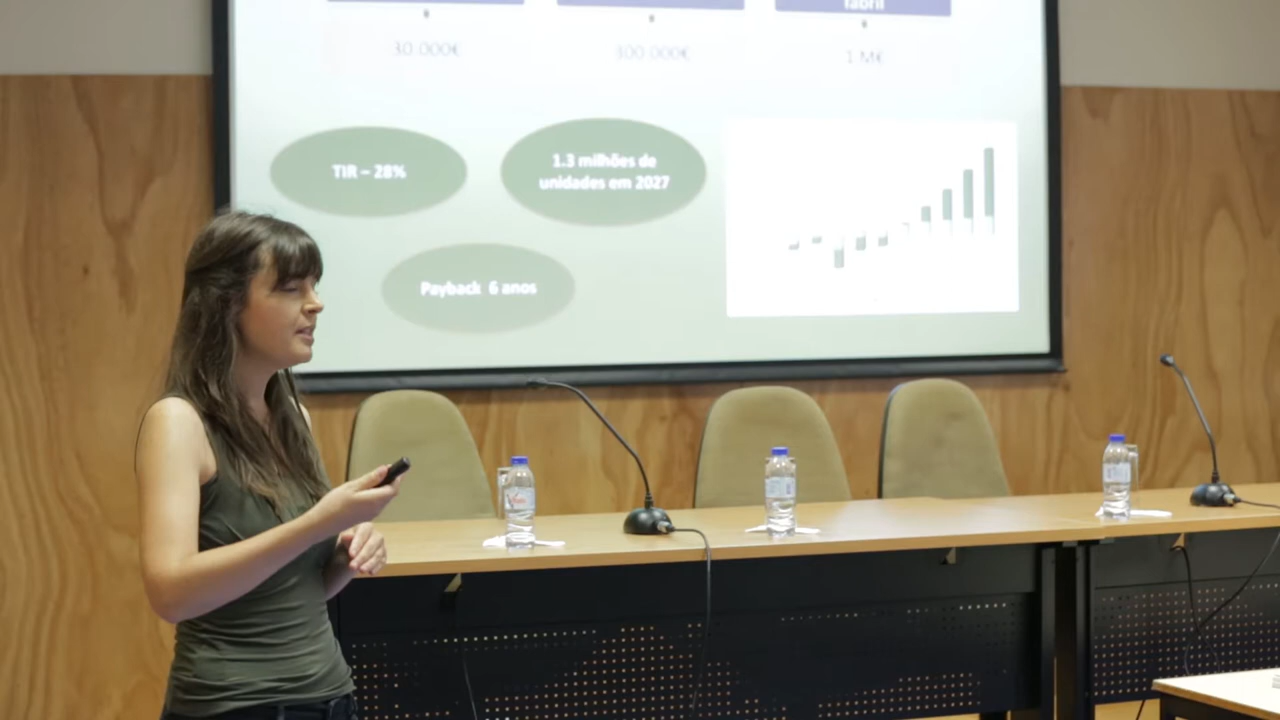 fabril
30 000€
300 000€
1 M€
TIR – 28%
1.3 milhões de
unidades em 2027
Payback 6 anos